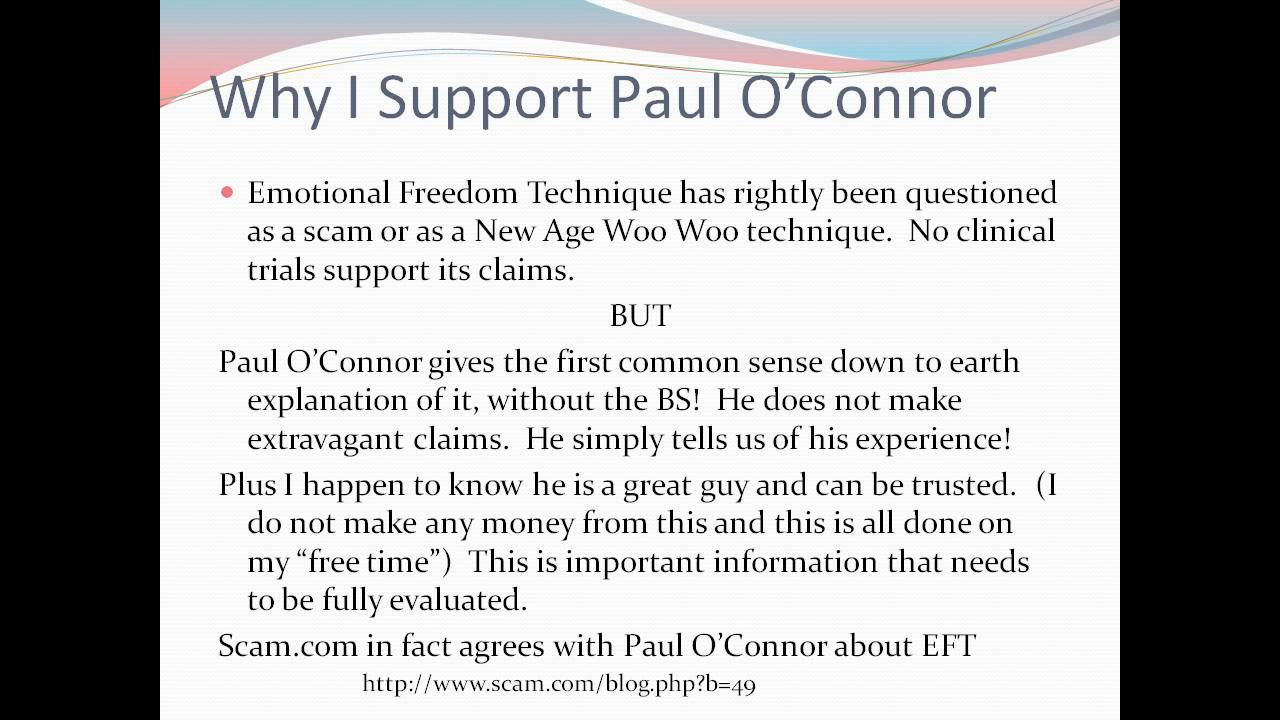 Why I Support Paul O’Connor
Emotional Freedom Technique has rightly been questioned
as a scam or as a New Age Woo Woo technique.  No clinical
trials support its claims.
BUT
Paul O’Connor gives the first common sense down to earth
explanation of it, without the BS!  He does not make
extravagant claims.  He simply tells us of his experience!
Plus I happen to know he is a great guy and can be trusted.  (I
do not make any money from this and this is all done on
my “free time”)  This is important information that needs
to be fully evaluated.
Scam.com in fact agrees with Paul O’Connor about EFT
http://www.scam.com/blog.php?b=49